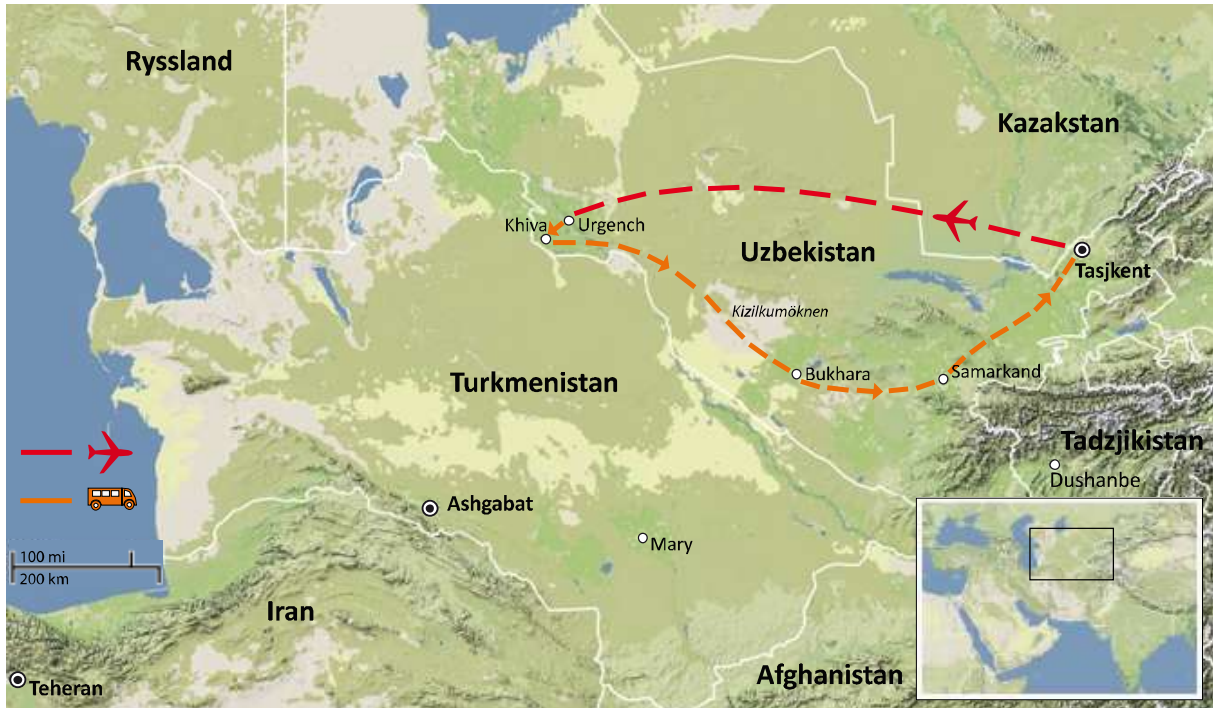 Ryssland
Kazakstan
Khiva
Urgench
Uzbekistan
Tasjkent
Kizilkumöknen
Bukhara
Samarkand
Turkmenistan
Tadzjikistan
Dushanbe
Ashgabat
Mary
100 mi
200 km
Iran
Afghanistan
Teheran